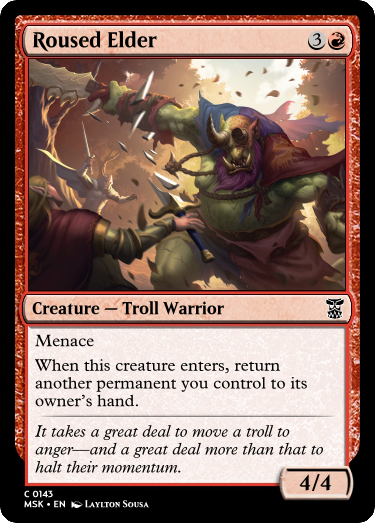 Roused Elder 3
Creature — Troll Warrior
Menace
When this creature enters, return
another permanent you control to its
owner's hand.
It takes a great deal to move a troll to
anger—and a great deal more than that to
halt their momentum.
4/4
C 0143
MSK • EN Laylton Sousa